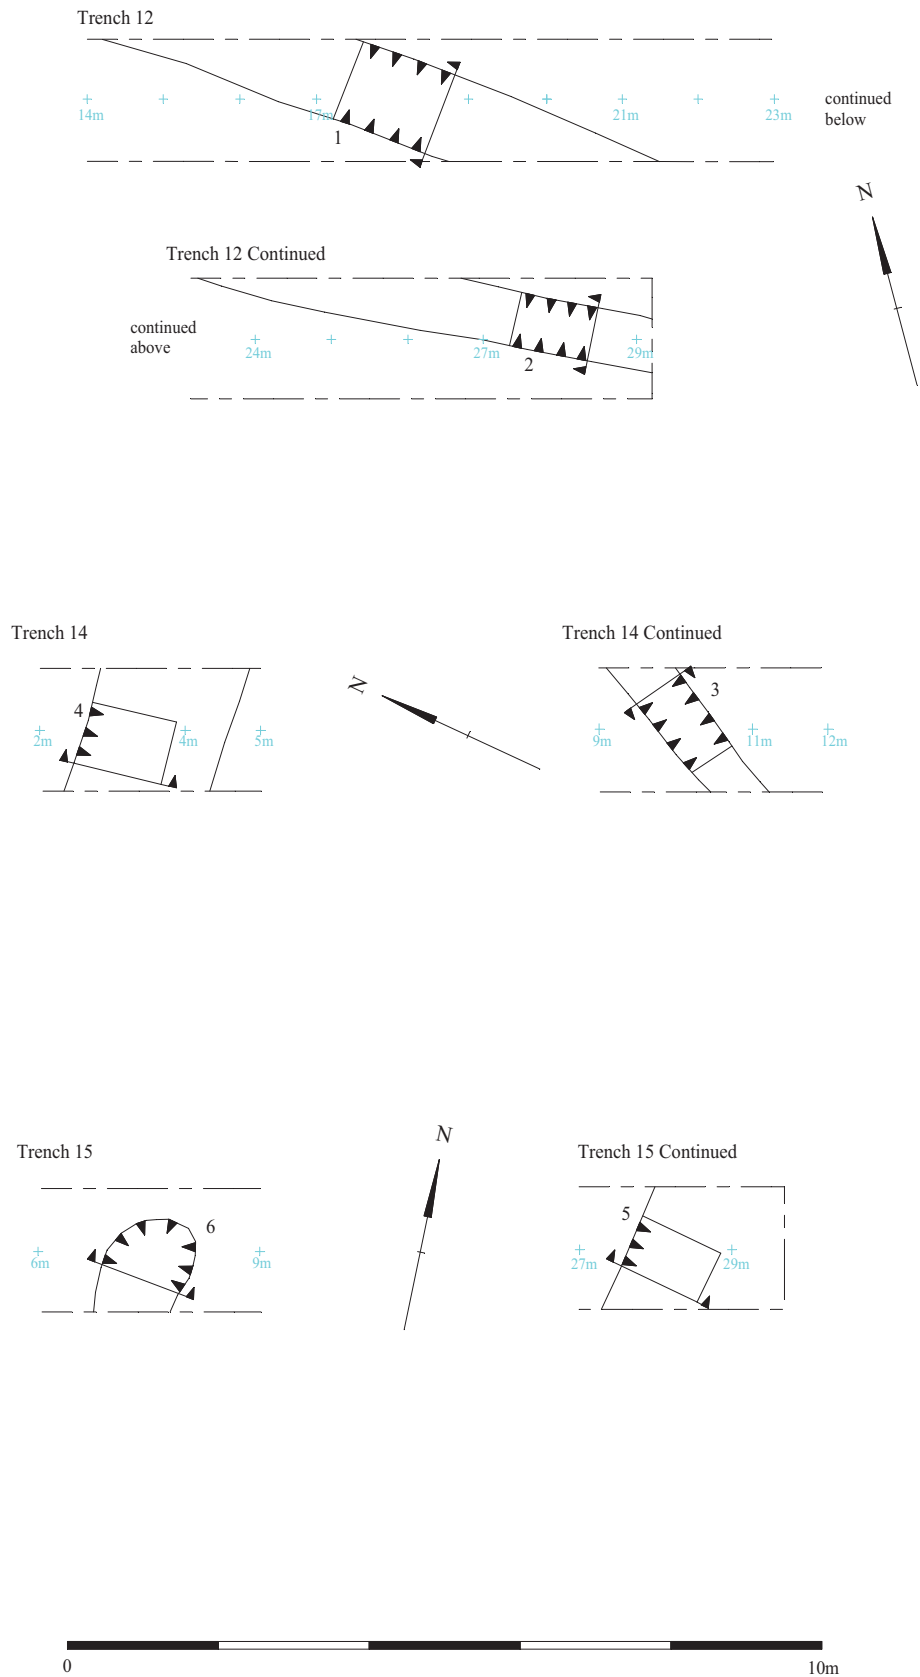 Trench 12
14m
17m
21m
23m
continued
below
1
N
Trench 12 Continued
continued
above
24m
27m
29m
2
Trench 14
4
2m
4m
5m
N
Trench 14 Continued
3
9m
11m
12m
Trench 15
6
6m
9m
N
Trench 15 Continued
5
27m
29m
0
10m